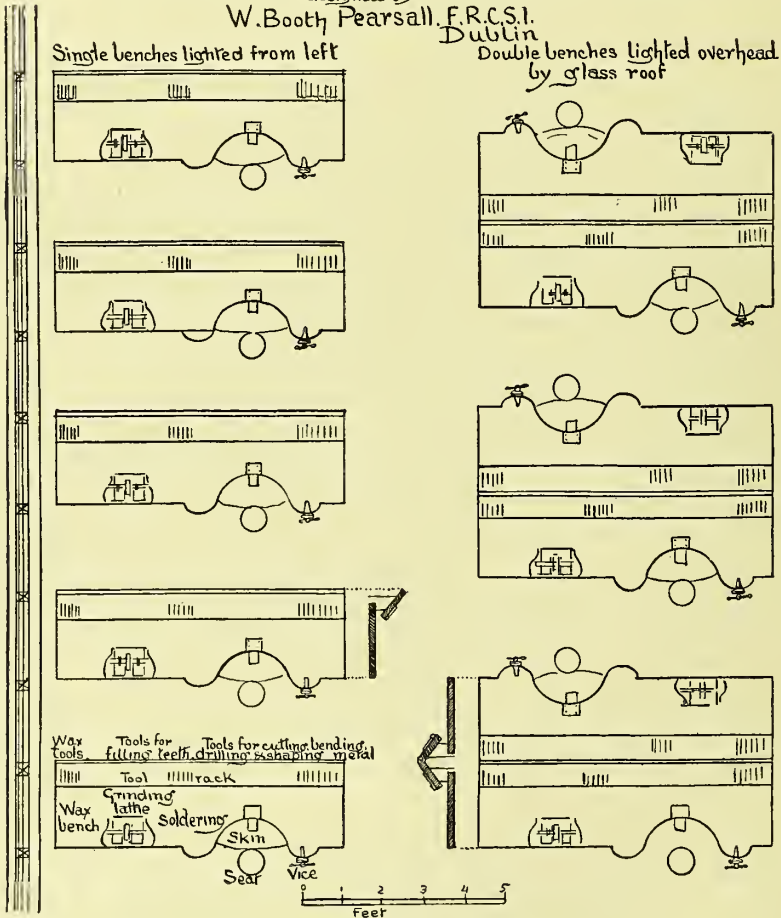 W. Booth Pearsall. F.R.C.S.I.
Dublin
Single benches lighted from left
Double benches lighted overhead
by glass roof
Wax
tools.
Tools for
filling teeth.
Tools for cutting, bending,
drilling & shaping metal
Tool rack
Grinding
lathe
Wax
bench
Soldering
Skin
Seat
Vice
0 1 2 3 4 5
Feet